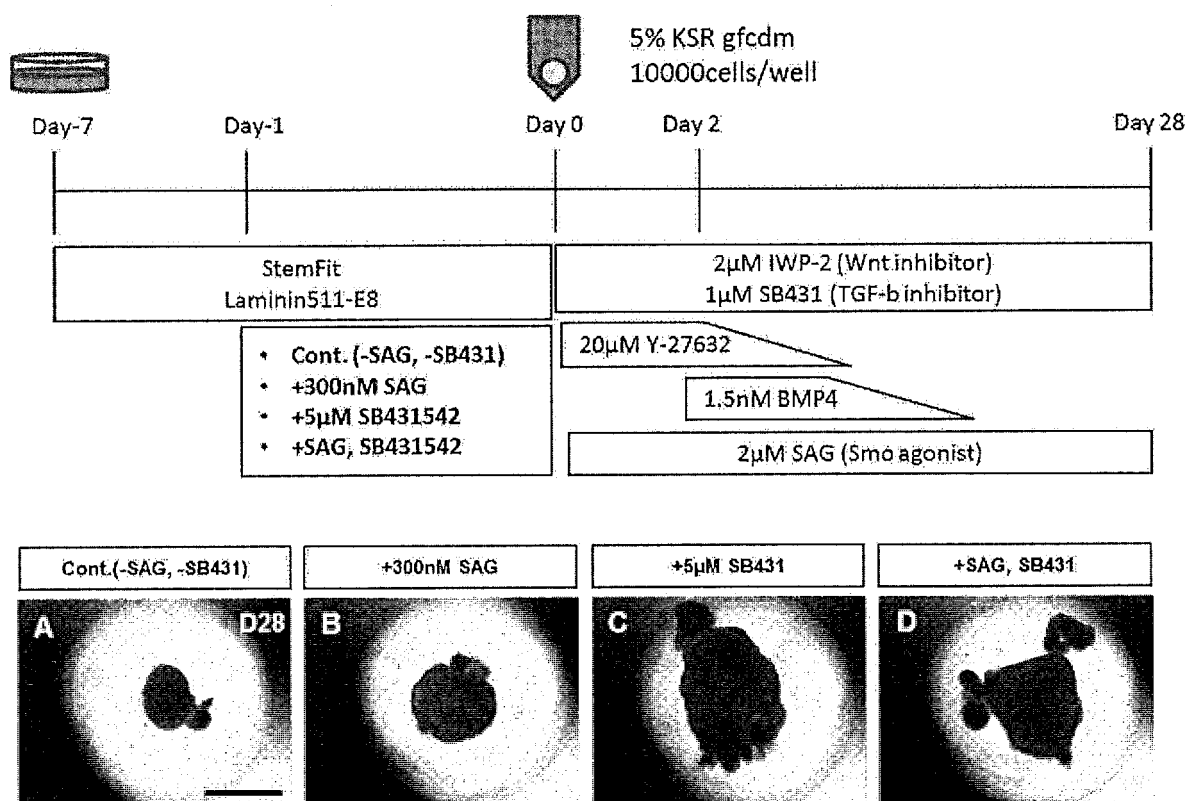 5% KSR gfcdm
10000cells/well
Day-7
Day-1
Day 0
Day 2
Day 28
StemFit
Laminin511-E8
2μM IWP-2 (Wnt inhibitor)
1μM SB431 (TGF-b inhibitor)
• Cont. (-SAG, -SB431)
• +300nM SAG
• +5μM SB431542
• +SAG, SB431542
20μM Y-27632
1.5nM BMP4
2μM SAG (Smo agonist)
Cont.(-SAG, -SB431)
+300nM SAG
+5μM SB431
+SAG, SB431
A
D28
B
C
D